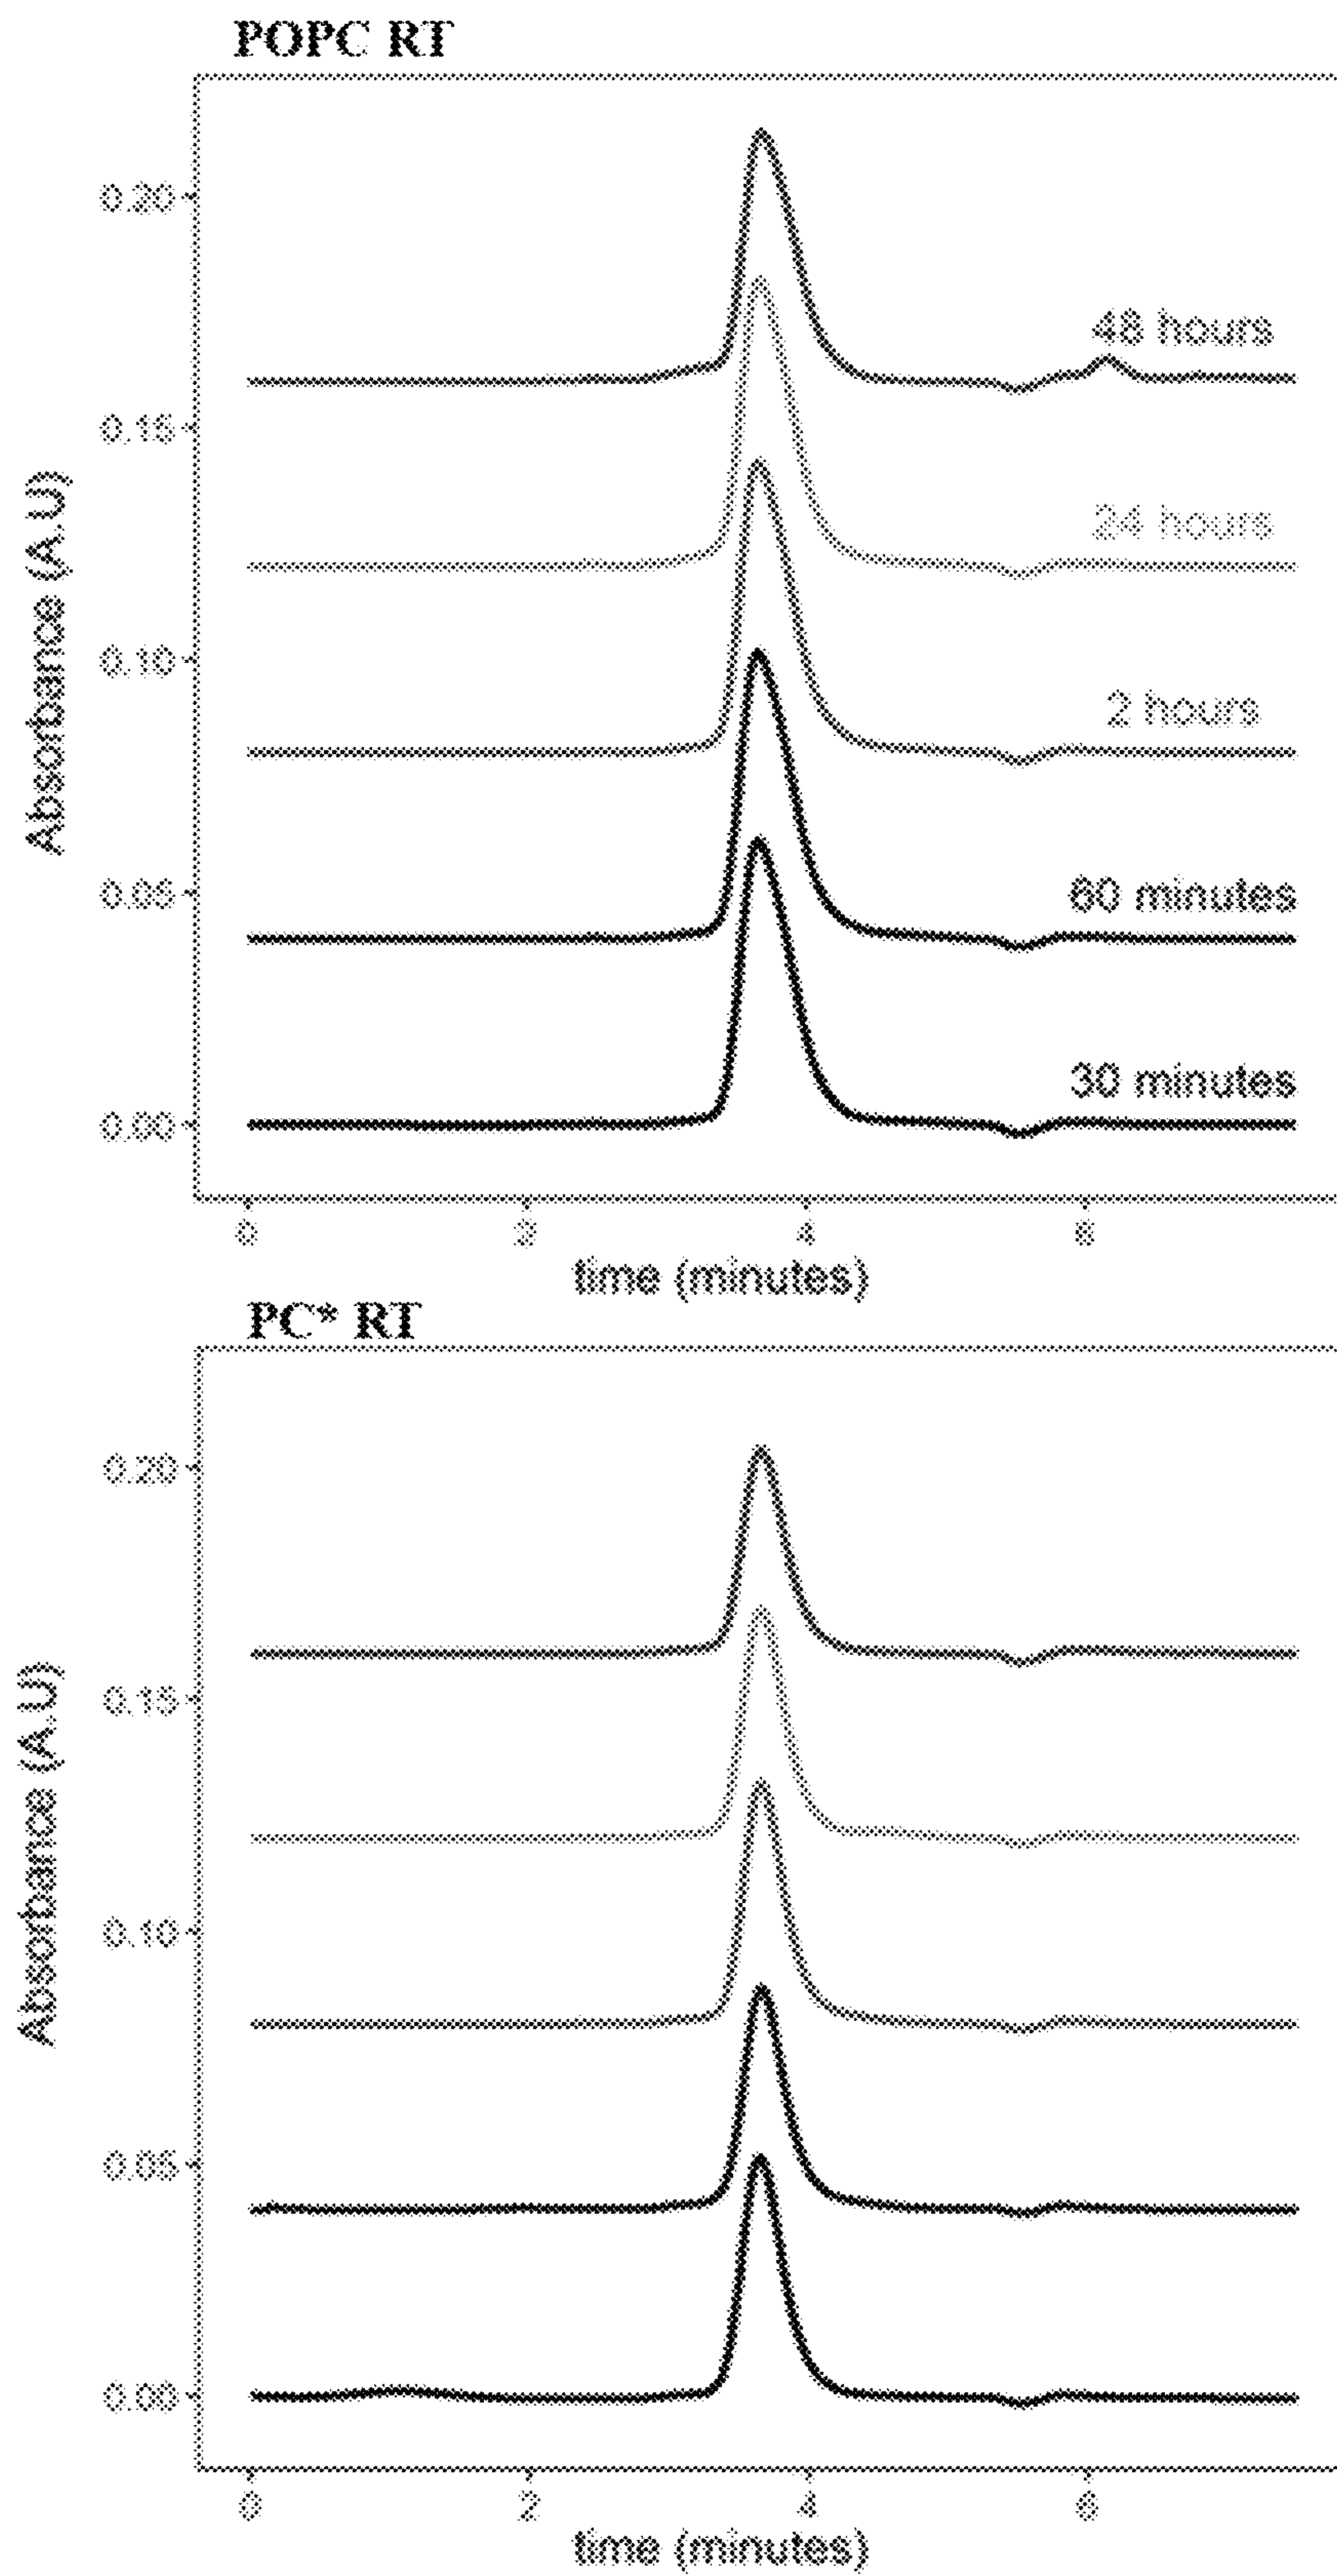 POPC RT
0.20
48 hours
0.15
24 hours
Absorbance (A.U)
0.10
2 hours
0.05
60 minutes
30 minutes
0.00
0 2 4 6
time (minutes)
PC* RT
0.20
0.15
Absorbance (A.U)
0.10
0.05
0.00
0 2 4 6
time (minutes)